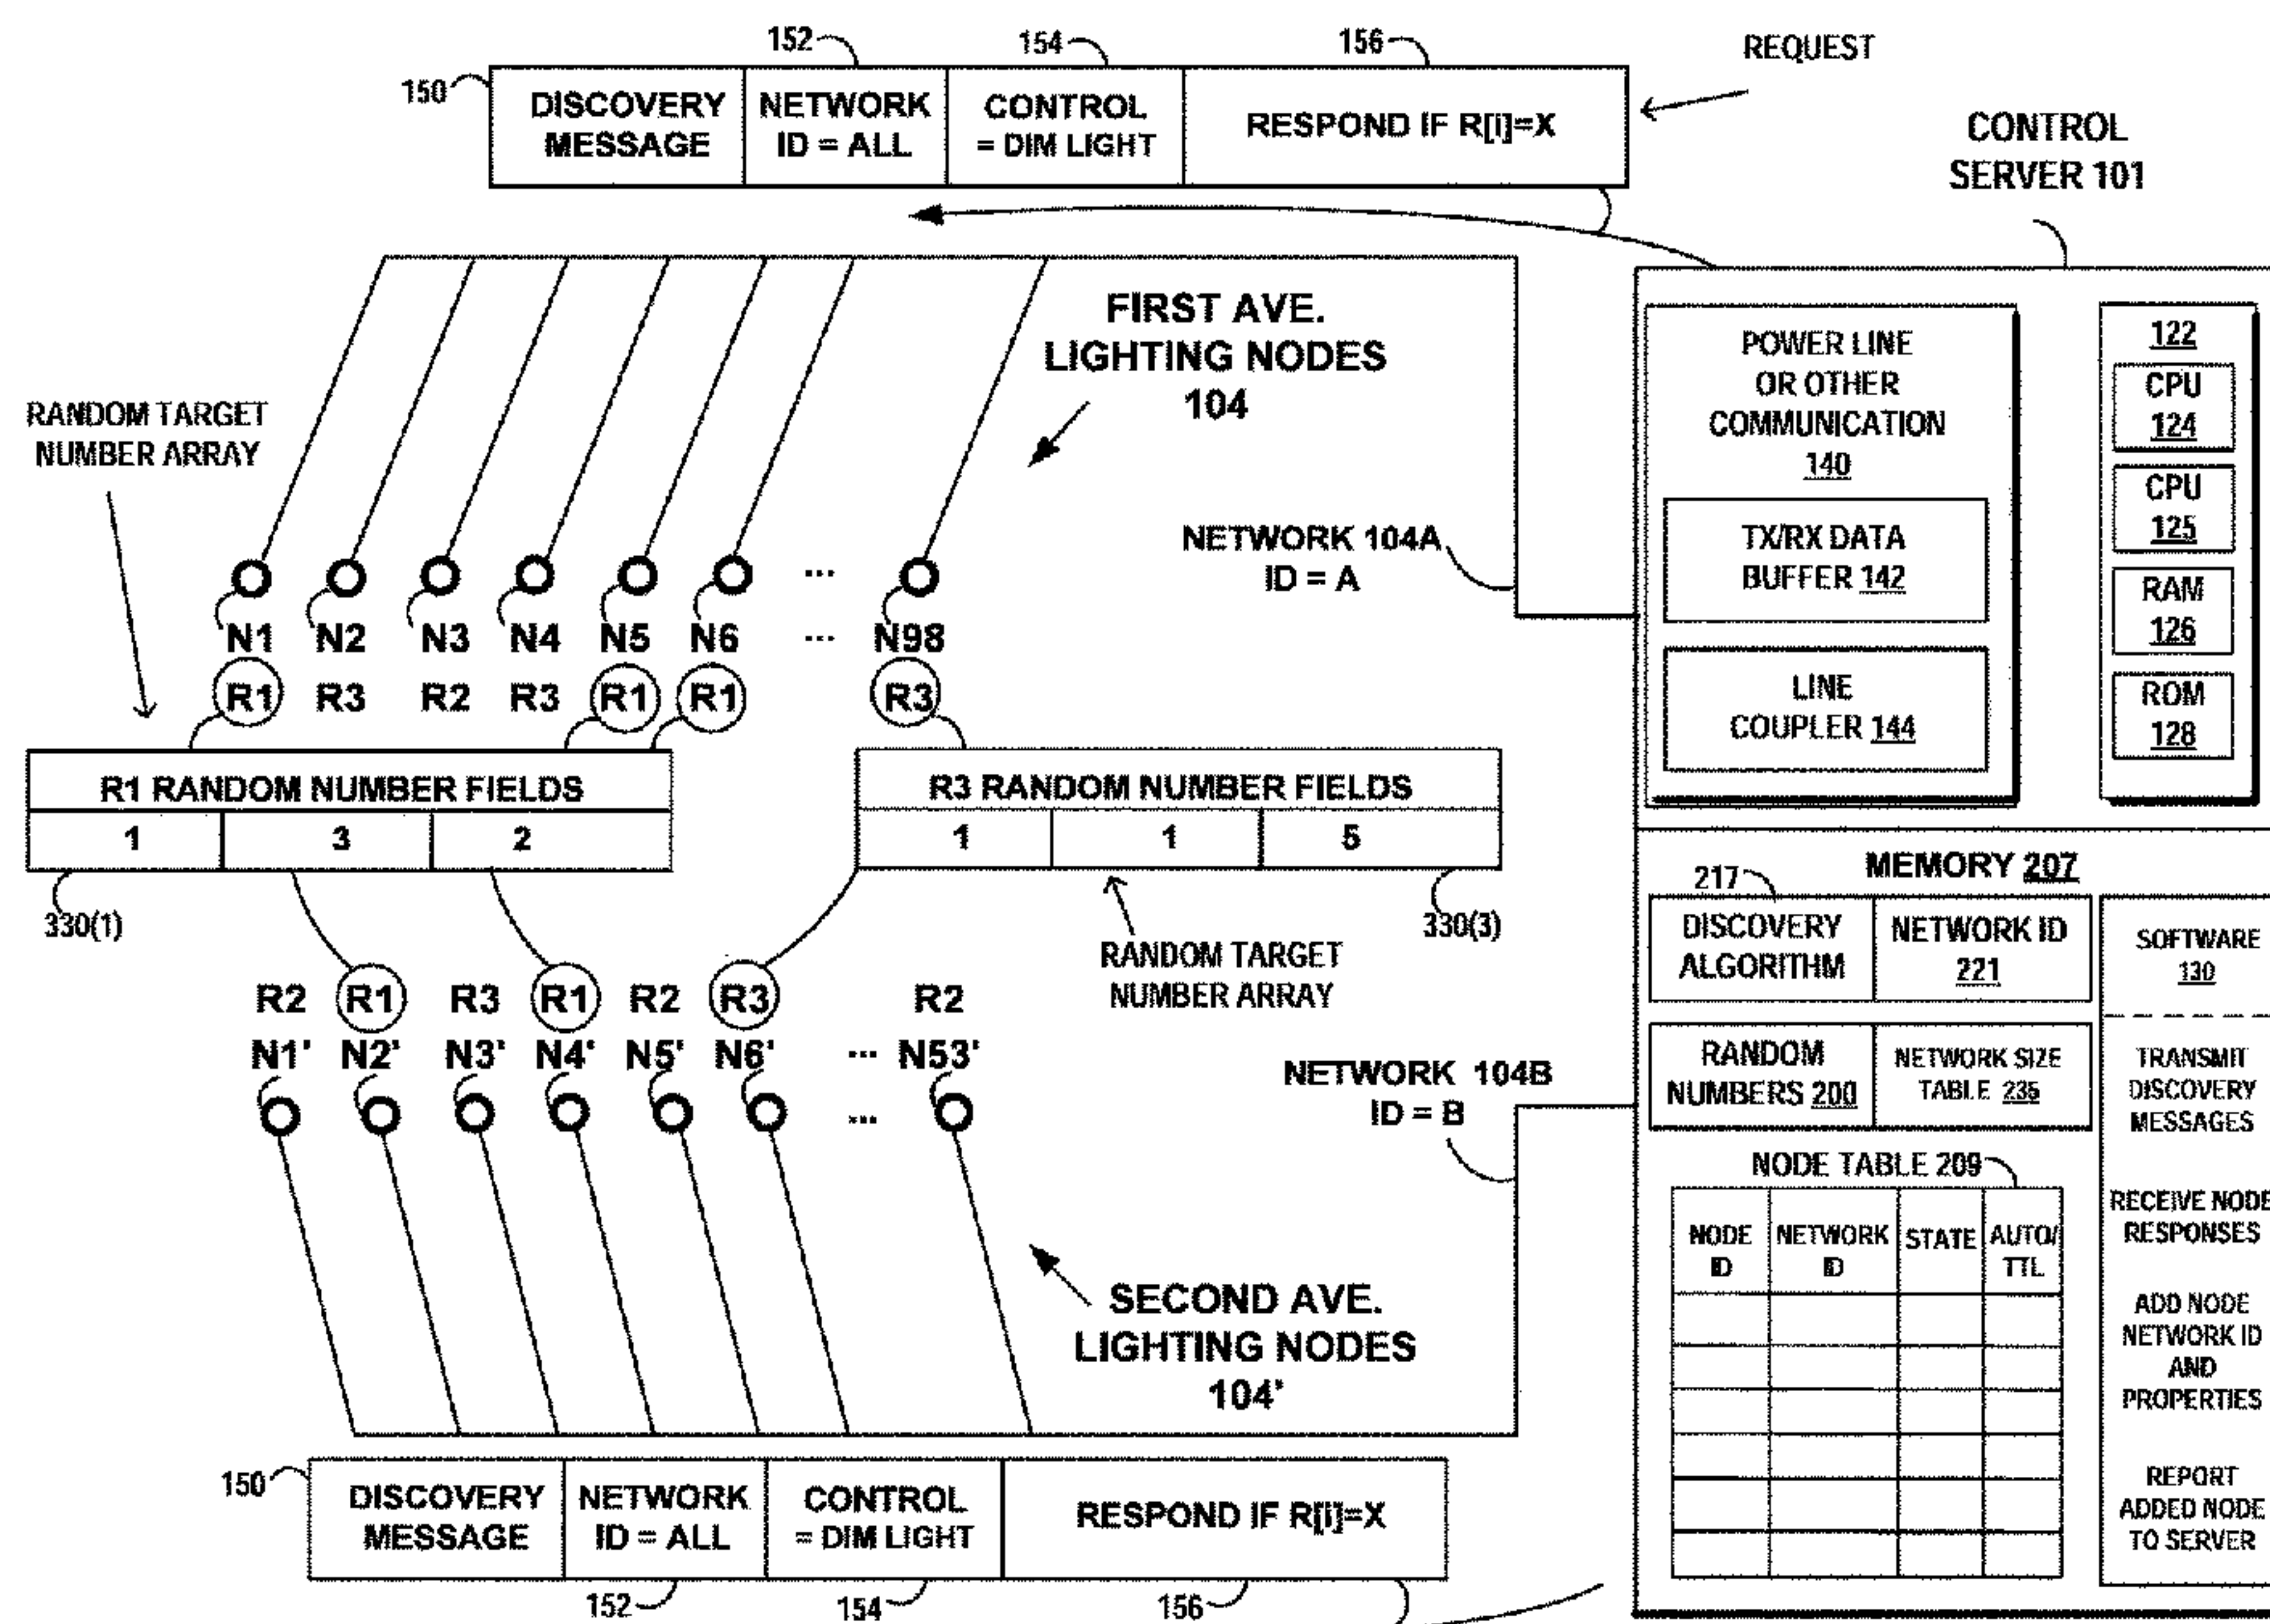 152
154
156
REQUEST
150
DISCOVERY MESSAGE
NETWORK ID = ALL
CONTROL = DIM LIGHT
RESPOND IF R[i]=X
CONTROL
SERVER 101
FIRST AVE.
LIGHTING NODES
104
RANDOM TARGET
NUMBER ARRAY
NETWORK 104A
ID = A
N1 N2 N3 N4 N5 N6 ... N98
...
R1 R3 R2 R3 R1 R1 R3
R1 RANDOM NUMBER FIELDS
1 3 2
330(1)
R3 RANDOM NUMBER FIELDS
1 1 5
330(3)
RANDOM TARGET
NUMBER ARRAY
R2 R1 R3 R1 R2 R3 R2
N1' N2' N3' N4' N5' N6' ... N53'
...
NETWORK 104B
ID = B
SECOND AVE.
LIGHTING NODES
104'
150
DISCOVERY MESSAGE
NETWORK ID = ALL
CONTROL = DIM LIGHT
RESPOND IF R[i]=X
152
154
156
POWER LINE
OR OTHER
COMMUNICATION
140
TX/RX DATA
BUFFER 142
LINE
COUPLER 144
122
CPU
124
CPU
125
RAM
126
ROM
128
MEMORY 207
217
DISCOVERY
ALGORITHM
NETWORK ID
221
RANDOM
NUMBERS 200
NETWORK SIZE
TABLE 235
NODE TABLE 209
NODE ID
NETWORK ID
STATE
AUTO/ TTL
SOFTWARE
130
TRANSMIT
DISCOVERY
MESSAGES
RECEIVE NODE
RESPONSES
ADD NODE
NETWORK ID
AND
PROPERTIES
REPORT
ADDED NODE
TO SERVER